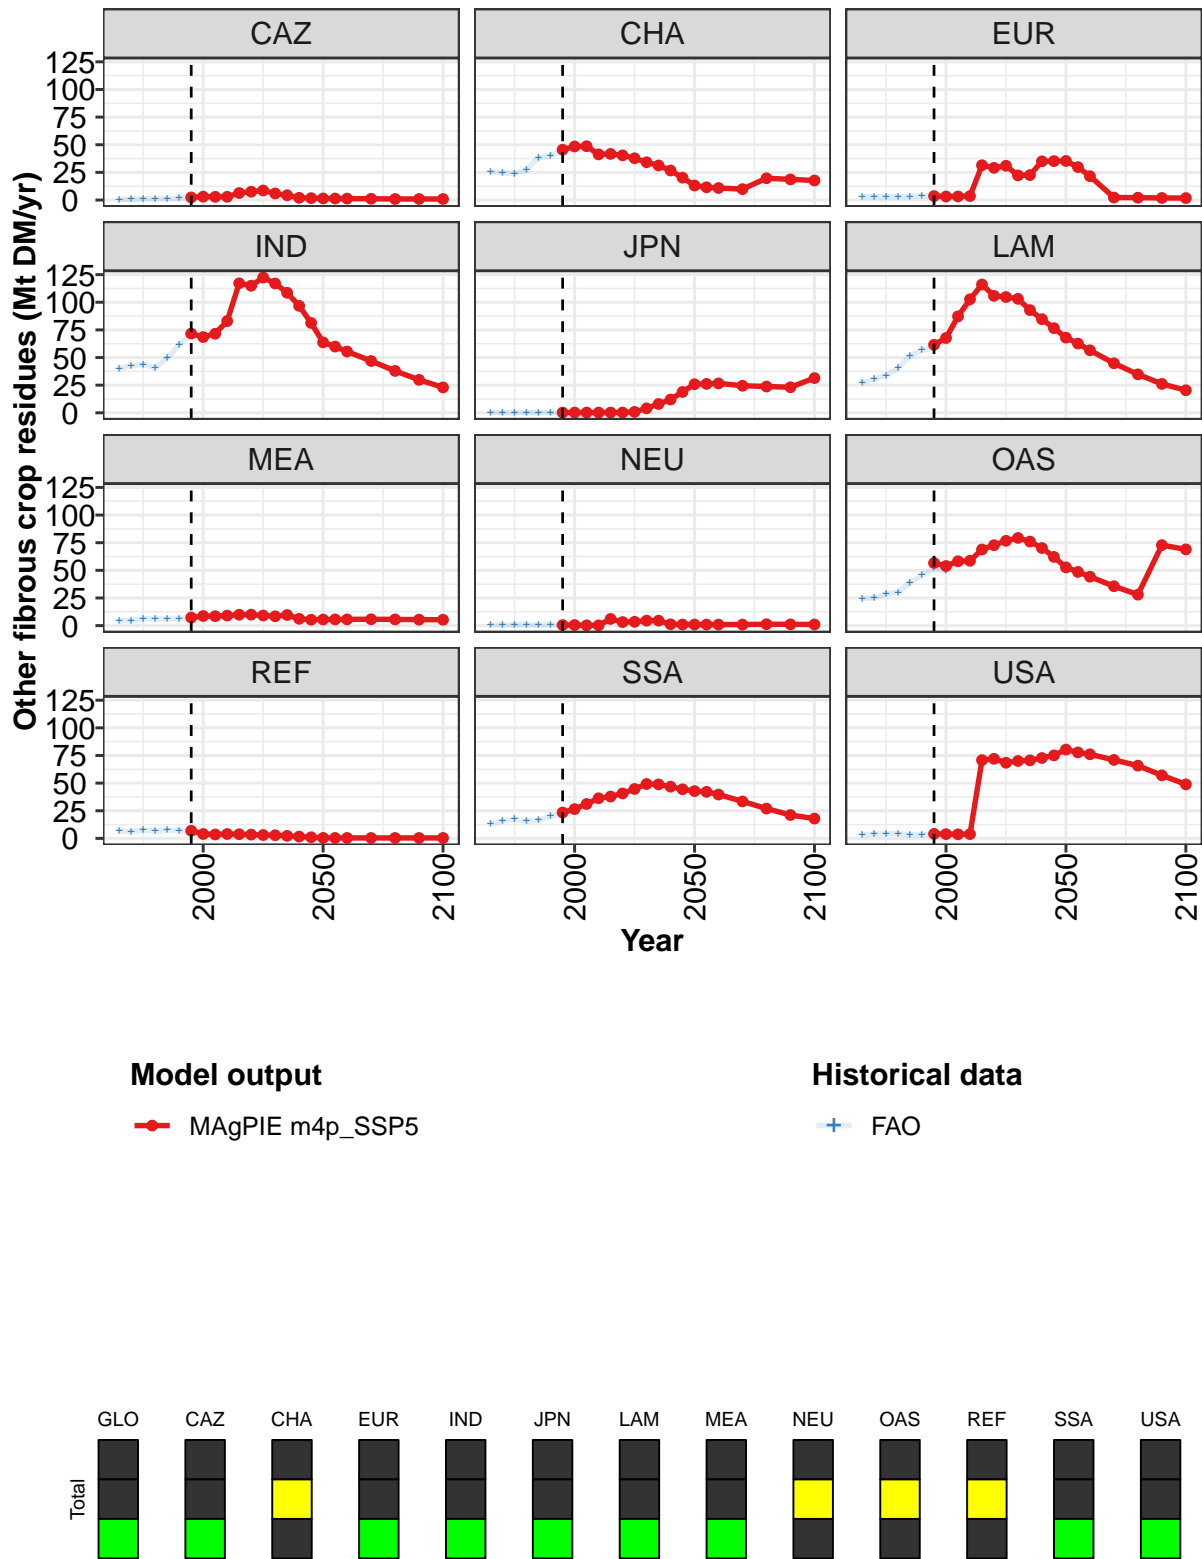 CAZ CHA EUR
125
100
75
50
25
0
IND JPN LAM
125
100
75
50
25
0
MEA NEU OAS
125
100
75
50
25
0
REF SSA USA
125
100
75
50
25
0
Other fibrous crop residues (Mt DM/yr)
2000 2050 2100 2000 2050 2100 2000 2050 2100
Year
Model output Historical data
MAgPIE m4p_SSP5 FAO
GLO CAZ CHA EUR IND JPN LAM MEA NEU OAS REF SSA USA
Total